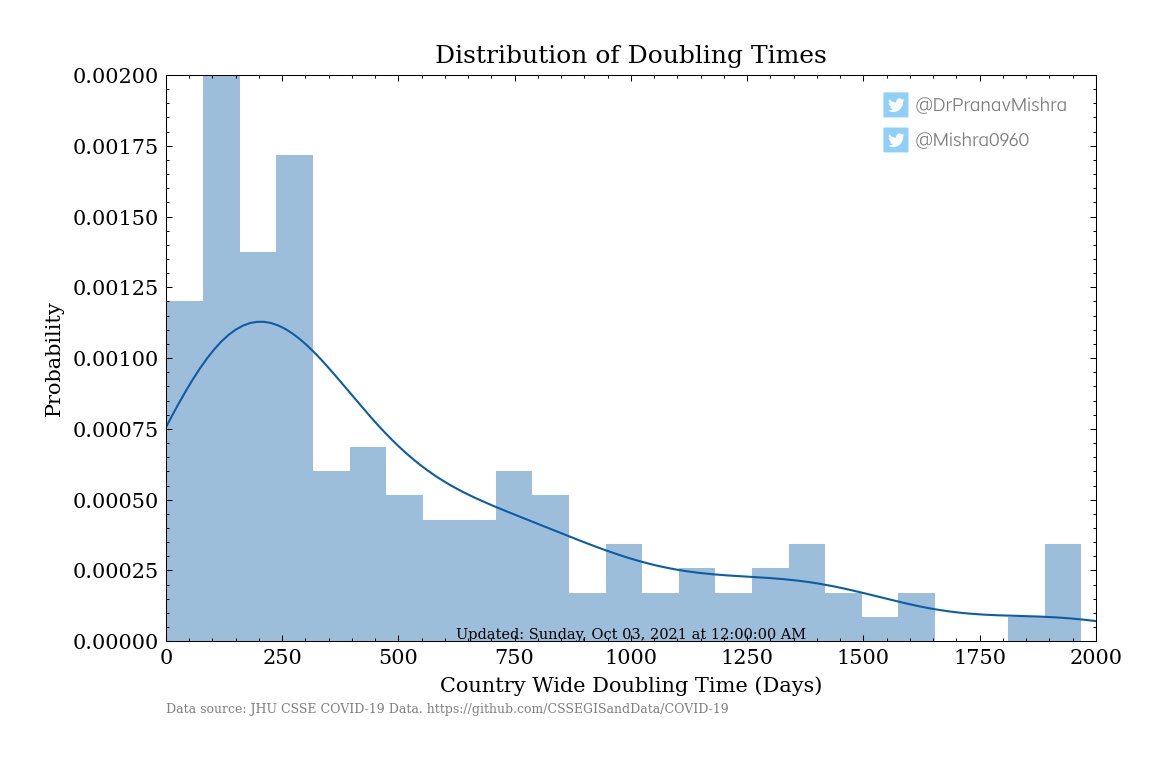 Distribution of Doubling Times
@DrPranavMishra
@Mishra0960
0.00200
0.00175
0.00150
0.00125
0.00100
0.00075
0.00050
0.00025
0.00000
Probability
Updated: Sunday, Oct 03, 2021 at 12:00:00 AM
0 250 500 750 1000 1250 1500 1750 2000
Country Wide Doubling Time (Days)
Data source: JHU CSSE COVID-19 Data. https://github.com/CSSEGISandData/COVID-19